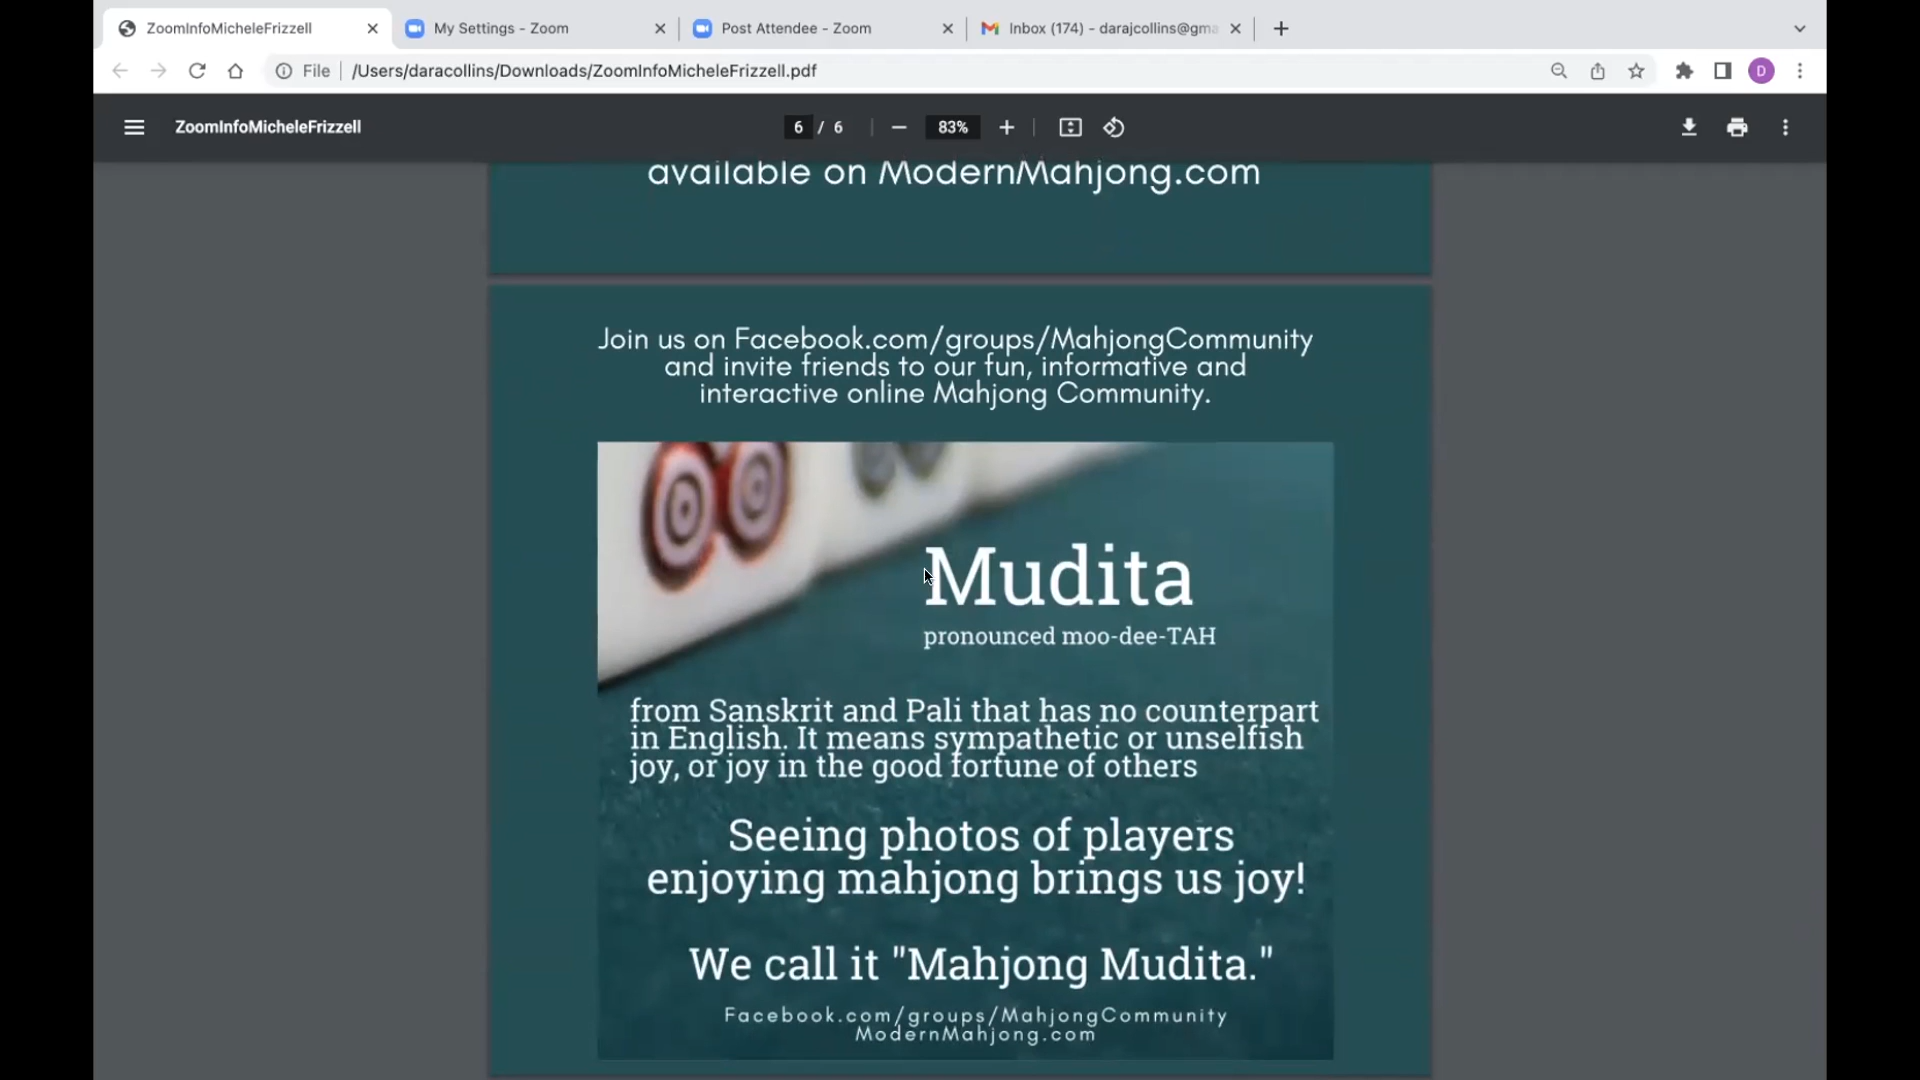 ZoomInfoMicheleFrizzell
My Settings - Zoom
Post Attendee - Zoom
Inbox (174) - darajcollins@gma
File
/Users/daracollins/Downloads/ZoomInfoMicheleFrizzell.pdf
D
ZoomInfoMicheleFrizzell
6 / 6
83%
available on ModernMahjong.com
Join us on Facebook.com/groups/MahjongCommunity
and invite friends to our fun, informative and
interactive online Mahjong Community.
Mudita
pronounced moo-dee-TAH
from Sanskrit and Pali that has no counterpart
in English. It means sympathetic or unselfish
joy, or joy in the good fortune of others
Seeing photos of players
enjoying mahjong brings us joy!
We call it "Mahjong Mudita."
Facebook.com/groups/MahjongCommunity
ModernMahjong.com